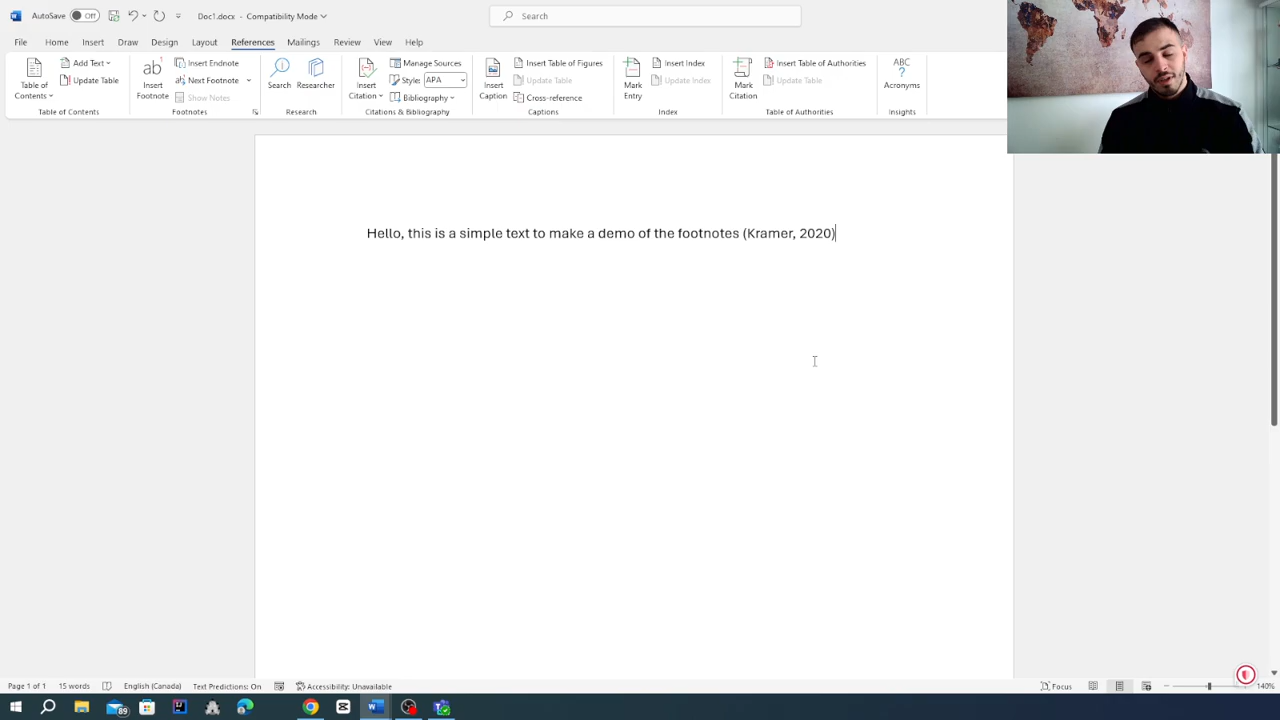 AutoSave Off Doc1.docx - Compatibility Mode Search
File Home Insert Draw Design Layout References Mailings Review View Help
Table of Contents
Add Text
Update Table
Table of Contents
ab
Insert Footnote
Insert Endnote
Next Footnote
Show Notes
Footnotes
Search
Researcher
Research
Insert Citation
Manage Sources
Style: APA
Bibliography
Citations & Bibliography
Insert Caption
Insert Table of Figures
Update Table
Cross-reference
Captions
Mark Entry
Insert Index
Update Index
Index
Mark Citation
Insert Table of Authorities
Update Table
Table of Authorities
ABC
?
Acronyms
Insights
Hello, this is a simple text to make a demo of the footnotes (Kramer, 2020)
Page 1 of 1 15 words English (Canada) Text Predictions: On Accessibility: Unavailable Focus 140%
89